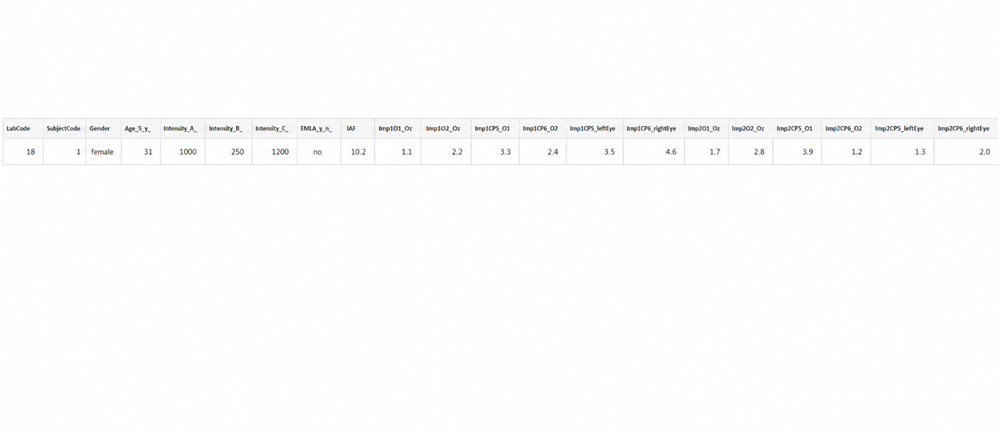 LabCode SubjectCode Gender Age_5_y_ Intensity_A_ Intensity_B_ Intensity_C_ EMLA_y_n_ IAF Imp1O1_Oz Imp1O2_Oz Imp1CP5_O1 Imp1CP6_O2 Imp1CP5_leftEye Imp1CP6_rightEye Imp2O1_Oz Imp2O2_Oz Imp2CP5_O1 Imp2CP6_O2 Imp2CP5_leftEye Imp2CP6_rightEye
18 1 female 31 1000 250 1200 no 10.2 1.1 2.2 3.3 2.4 3.5 4.6 1.7 2.8 3.9 1.2 1.3 2.0